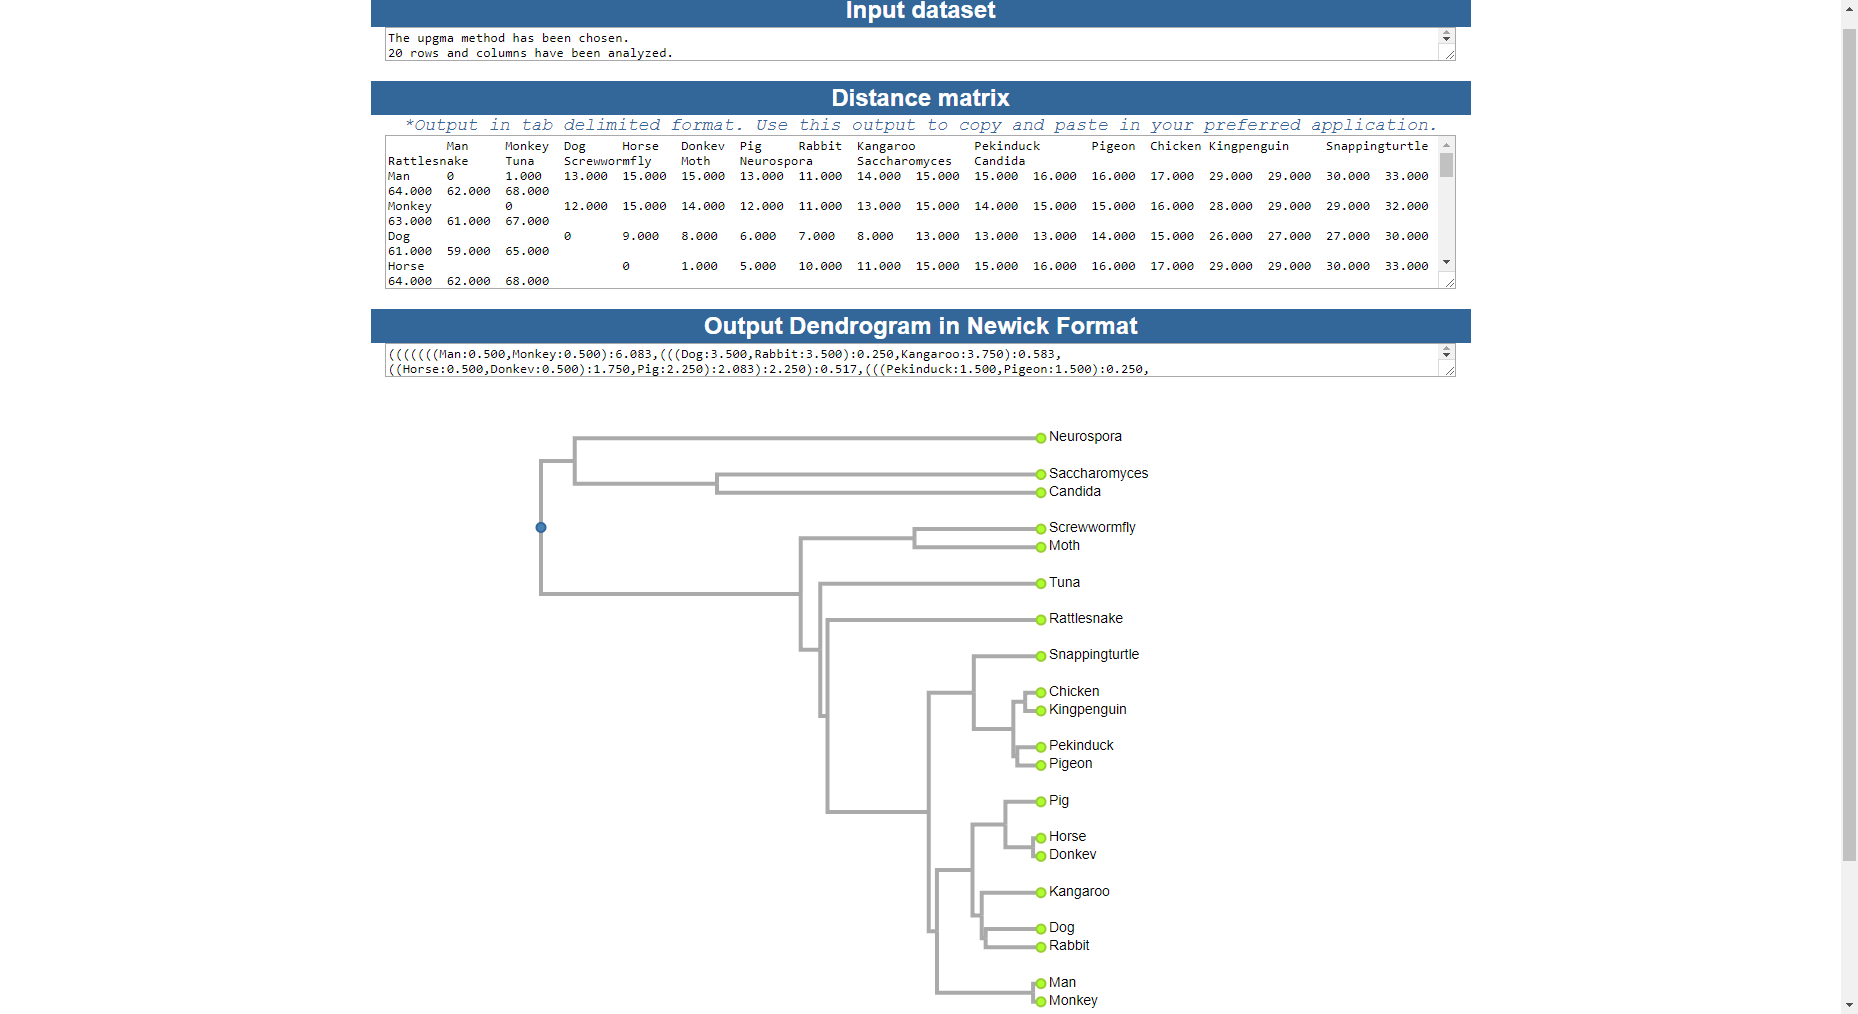 Input dataset
The upgma method has been chosen.
20 rows and columns have been analyzed.
Distance matrix
*Output in tab delimited format. Use this output to copy and paste in your preferred application.
Man Monkey Dog Horse Donkev Pig Rabbit Kangaroo Pekinduck Pigeon Chicken Kingpenguin Snappingturtle
Rattlesnake Tuna Screwwormfly Moth Neurospora Saccharomyces Candida
Man 0 1.000 13.000 15.000 15.000 13.000 11.000 14.000 15.000 15.000 16.000 16.000 17.000 29.000 29.000 30.000 33.000
64.000 62.000 68.000
Monkey 0 12.000 15.000 14.000 12.000 11.000 13.000 15.000 14.000 15.000 15.000 16.000 28.000 29.000 29.000 32.000
63.000 61.000 67.000
Dog 0 9.000 8.000 6.000 7.000 8.000 13.000 13.000 13.000 14.000 15.000 26.000 27.000 27.000 30.000
61.000 59.000 65.000
Horse 0 1.000 5.000 10.000 11.000 15.000 15.000 16.000 16.000 17.000 29.000 29.000 30.000 33.000
64.000 62.000 68.000
Output Dendrogram in Newick Format
(((((((Man:0.500,Monkey:0.500):6.083,(((Dog:3.500,Rabbit:3.500):0.250,Kangaroo:3.750):0.583,
((Horse:0.500,Donkev:0.500):1.750,Pig:2.250):2.083):2.250):0.517,(((Pekinduck:1.500,Pigeon:1.500):0.250,
Neurospora
Saccharomyces
Candida
Screwwormfly
Moth
Tuna
Rattlesnake
Snappingturtle
Chicken
Kingpenguin
Pekinduck
Pigeon
Pig
Horse
Donkev
Kangaroo
Dog
Rabbit
Man
Monkey